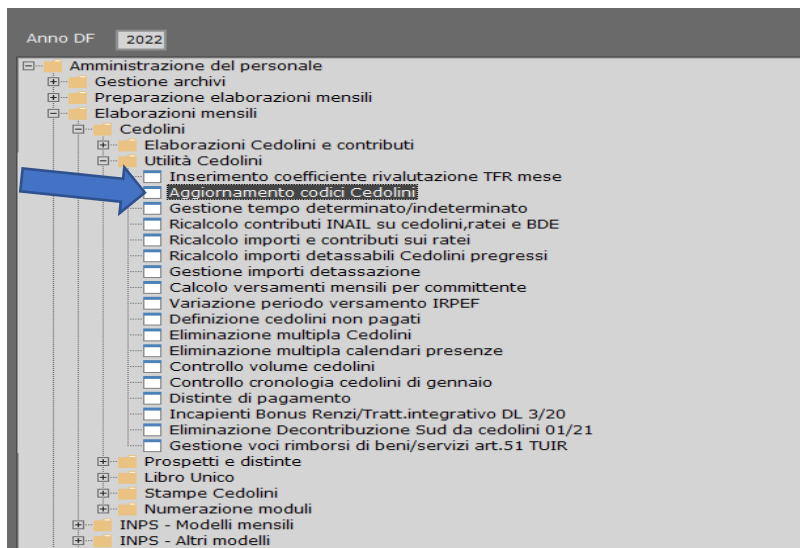 Anno DF 2022
Amministrazione del personale
Gestione archivi
Preparazione elaborazioni mensili
Elaborazioni mensili
Cedolini
Elaborazioni Cedolini e contributi
Utilità Cedolini
Inserimento coefficiente rivalutazione TFR mese
Aggiornamento codici Cedolini
Gestione tempo determinato/indeterminato
Ricalcolo contributi INAIL su cedolini,ratei e BDE
Ricalcolo importi e contributi sui ratei
Ricalcolo importi detassabili Cedolini pregressi
Gestione importi detassazione
Calcolo versamenti mensili per committente
Variazione periodo versamento IRPEF
Definizione cedolini non pagati
Eliminazione multipla Cedolini
Eliminazione multipla calendari presenze
Controllo volume cedolini
Controllo cronologia cedolini di gennaio
Distinte di pagamento
Incapienti Bonus Renzi/Tratt.integrativo DL 3/20
Eliminazione Decontribuzione Sud da cedolini 01/21
Gestione voci rimborsi di beni/servizi art.51 TUIR
Prospetti e distinte
Libro Unico
Stampe Cedolini
Numerazione moduli
INPS - Modelli mensili
INPS - Altri modelli